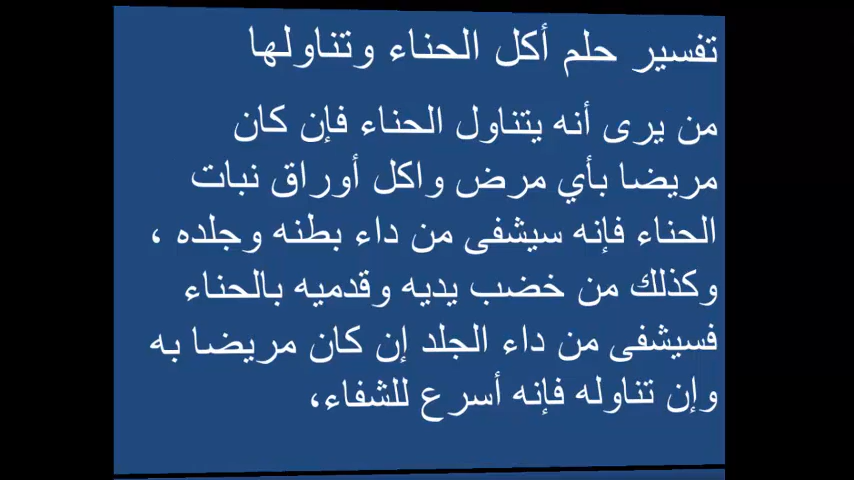 تفسير حلم أكل الحناء وتناولها
من يرى أنه يتناول الحناء فإن كان
مريضا بأي مرض واكل أوراق نبات
الحناء فإنه سيشفى من داء بطنه وجلده ،
وكذلك من خضب يديه وقدميه بالحناء
فسيشفى من داء الجلد إن كان مريضا به
وإن تناوله فإنه أسرع للشفاء،